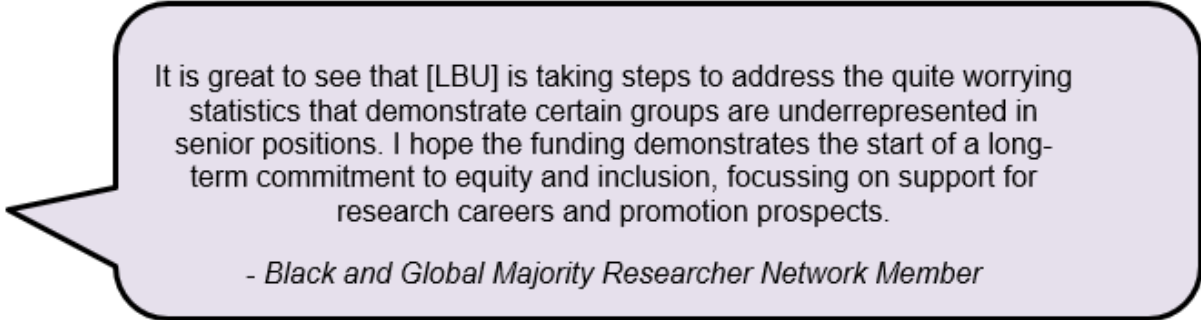 It is great to see that [LBU] is taking steps to address the quite worrying
statistics that demonstrate certain groups are underrepresented in
senior positions. I hope the funding demonstrates the start of a long-
term commitment to equity and inclusion, focussing on support for
research careers and promotion prospects.
- Black and Global Majority Researcher Network Member